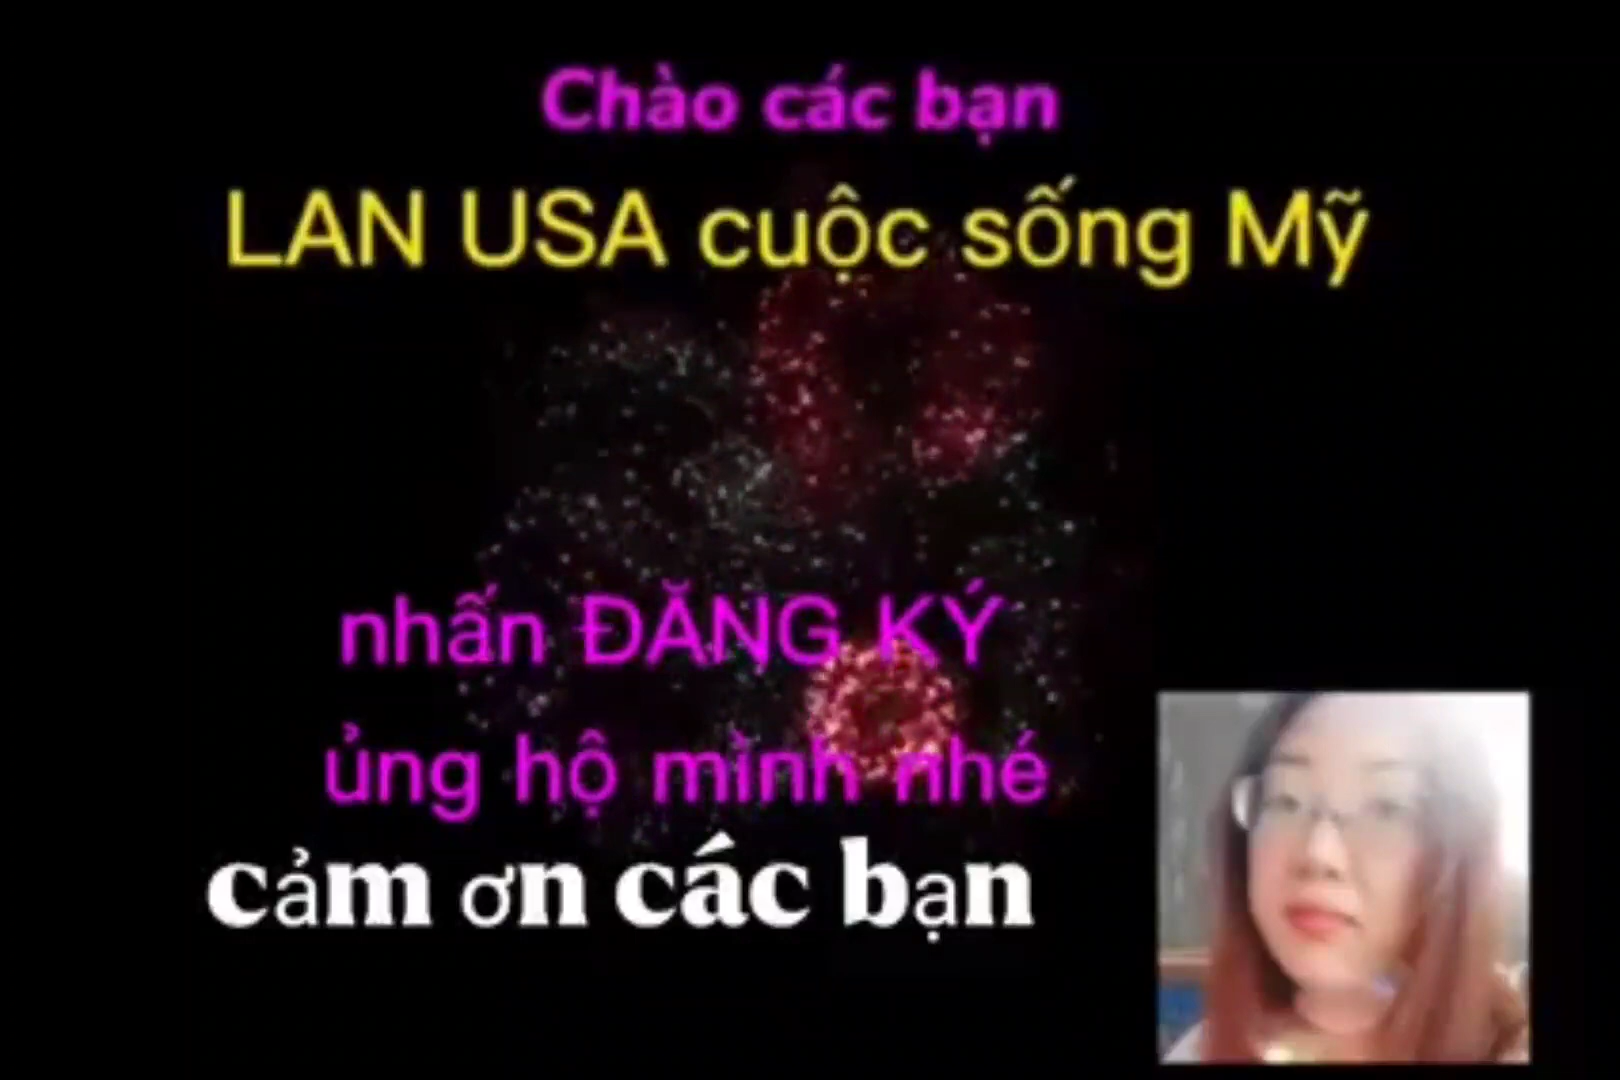 Chào các bạn
LAN USA cuộc sống Mỹ
nhấn ĐĂNG KÝ
ủng hộ mình nhé
cảm ơn các bạn